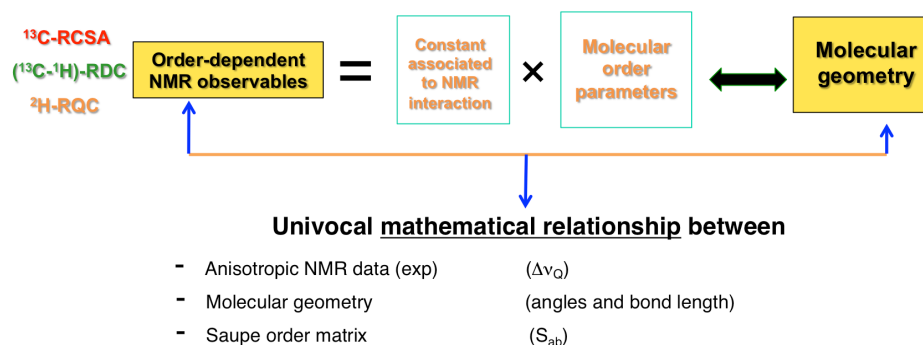 ¹³C-RCSA
(¹³C-¹H)-RDC
²H-RQC
Order-dependent
NMR observables
=
Constant
associated to NMR
interaction
×
Molecular
order
parameters
Molecular
geometry
Univocal mathematical relationship between
- Anisotropic NMR data (exp) (Δν_Q)
- Molecular geometry (angles and bond length)
- Saupe order matrix (S_ab)